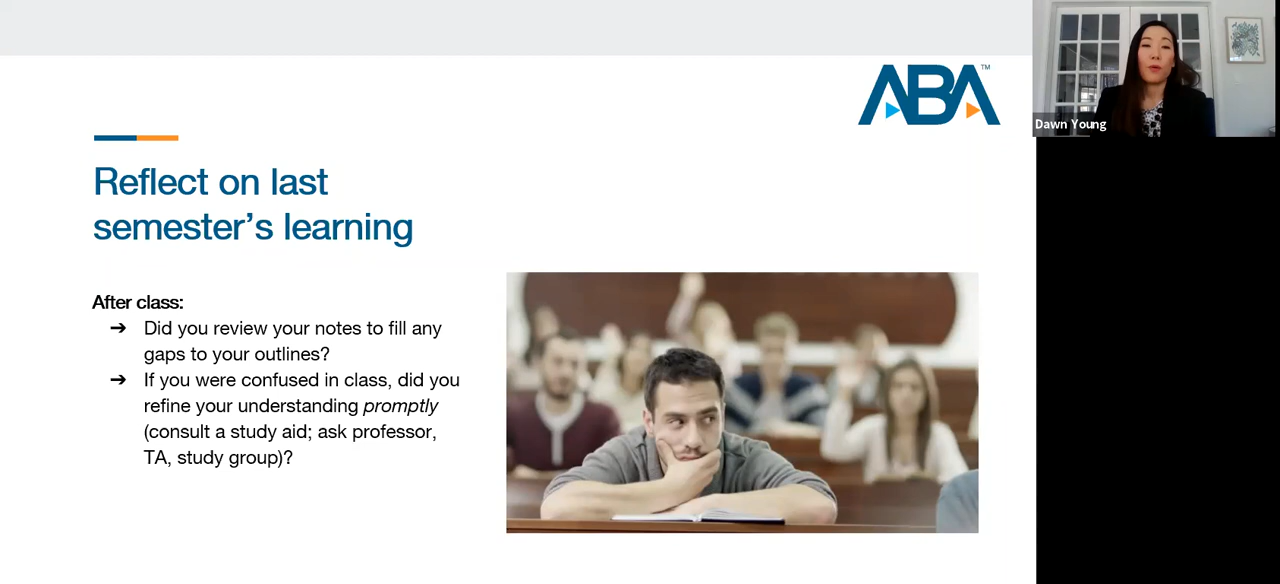 ABA™
Dawn Young
Reflect on last
semester’s learning
After class:
➔ Did you review your notes to fill any
gaps to your outlines?
➔ If you were confused in class, did you
refine your understanding promptly
(consult a study aid; ask professor,
TA, study group)?